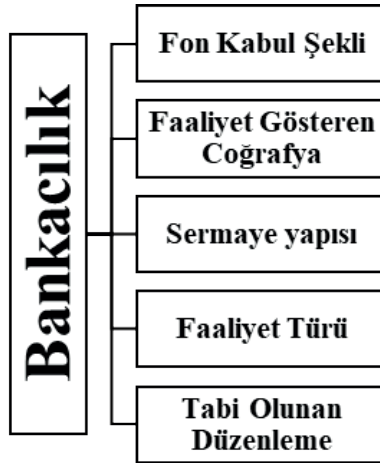 Bankacılık
Fon Kabul Şekli
Faaliyet Gösteren
Coğrafya
Sermaye yapısı
Faaliyet Türü
Tabi Olunan
Düzenleme